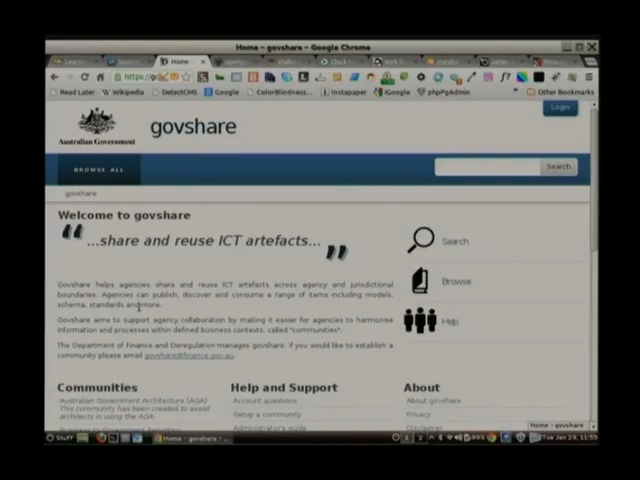 Home - govshare - Google Chrome
Home
Read Later
Wikipedia
DetectCMS
Google
ColorBlindness...
Instapaper
iGoogle
phpPgAdmin
Other Bookmarks
Login
Australian Government
govshare
BROWSE ALL
Search
govshare
Welcome to govshare
“ ...share and reuse ICT artefacts... ”
Search
Browse
Help
Govshare helps agencies share and reuse ICT artefacts across agency and jurisdictional
boundaries. Agencies can publish, discover and consume a range of items including models,
schema, standards and more.
Govshare aims to support agency collaboration by making it easier for agencies to harmonise
information and processes within defined business contexts, called "communities".
The Department of Finance and Deregulation manages govshare. If you would like to establish a
community please email govshare@finance.gov.au.
Communities
Australian Government Architecture (AGA)
This community has been created to assist
architects in using the AGA.
Help and Support
Account questions
Setup a community
Administrator's guide
About
About govshare
Privacy
Disclaimer
Home - govshare
Stuff
Home - govshare - ...
99%
Tue Jan 29, 11:55